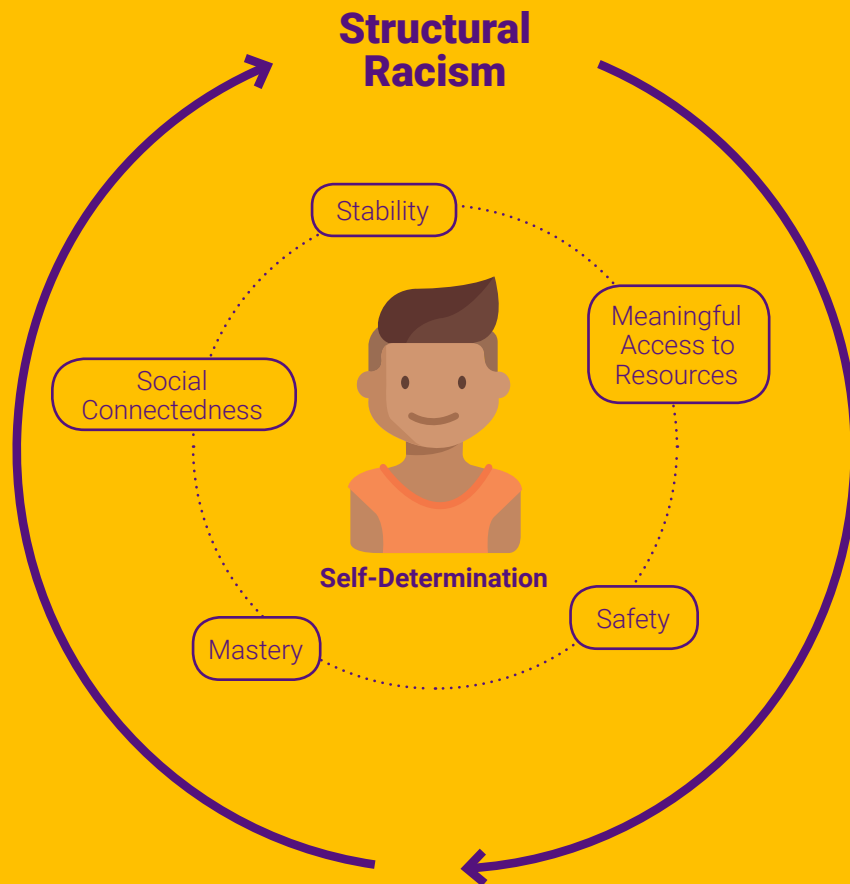 Structural
Racism
Stability
Meaningful
Access to
Resources
Social
Connectedness
Self-Determination
Safety
Mastery